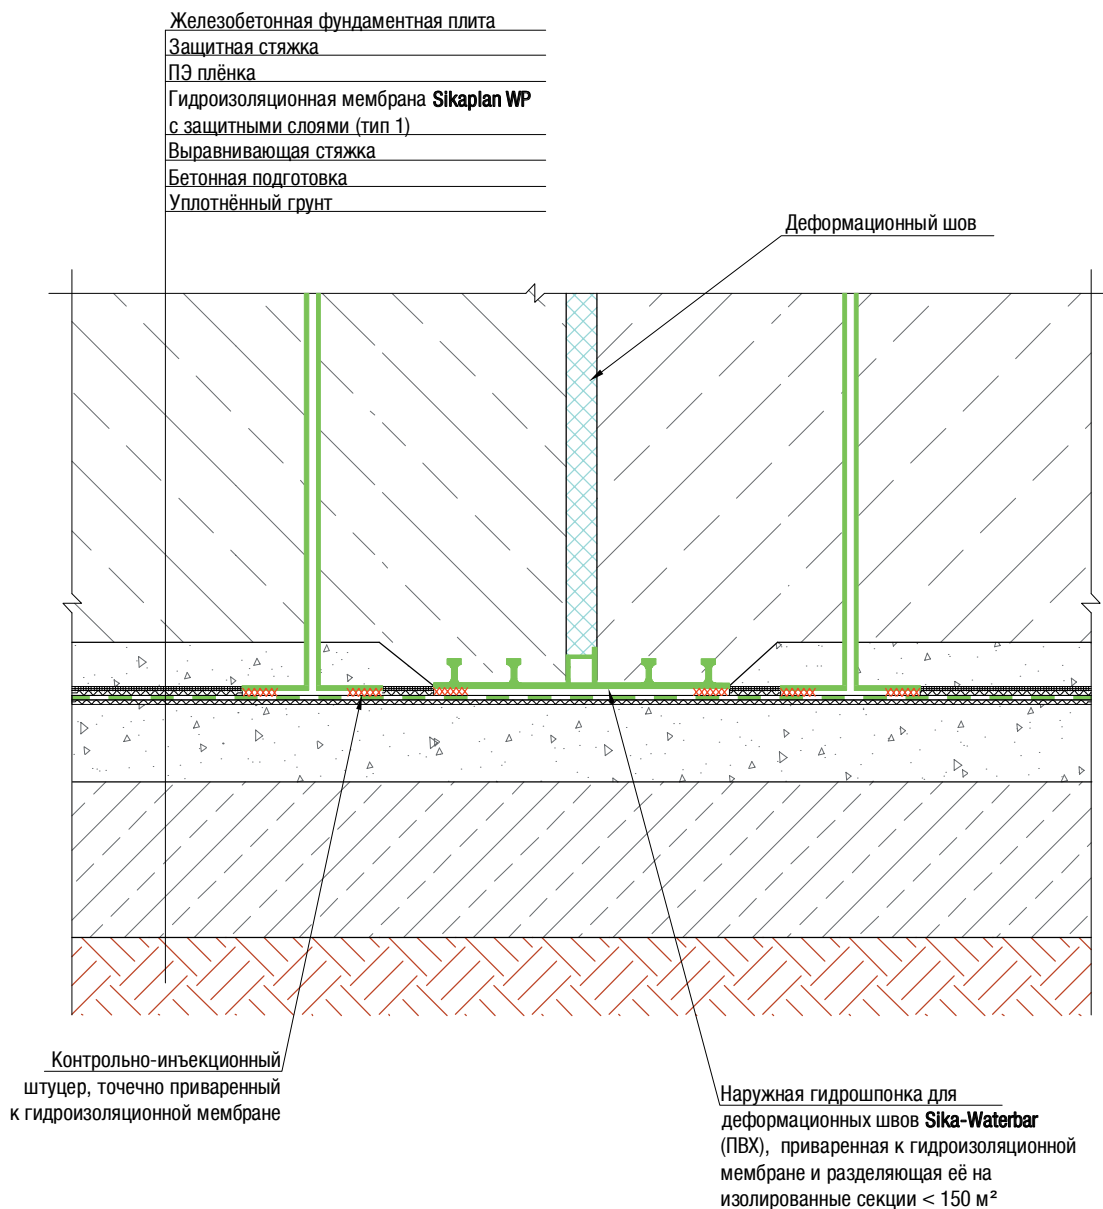 Железобетонная фундаментная плита
Защитная стяжка
ПЭ плёнка
Гидроизоляционная мембрана Sikaplan WP
с защитными слоями (тип 1)
Выравнивающая стяжка
Бетонная подготовка
Уплотнённый грунт
Деформационный шов
Контрольно-инъекционный
штуцер, точечно приваренный
к гидроизоляционной мембране
Наружная гидрошпонка для
деформационных швов Sika-Waterbar
(ПВХ), приваренная к гидроизоляционной
мембране и разделяющая её на
изолированные секции < 150 м²